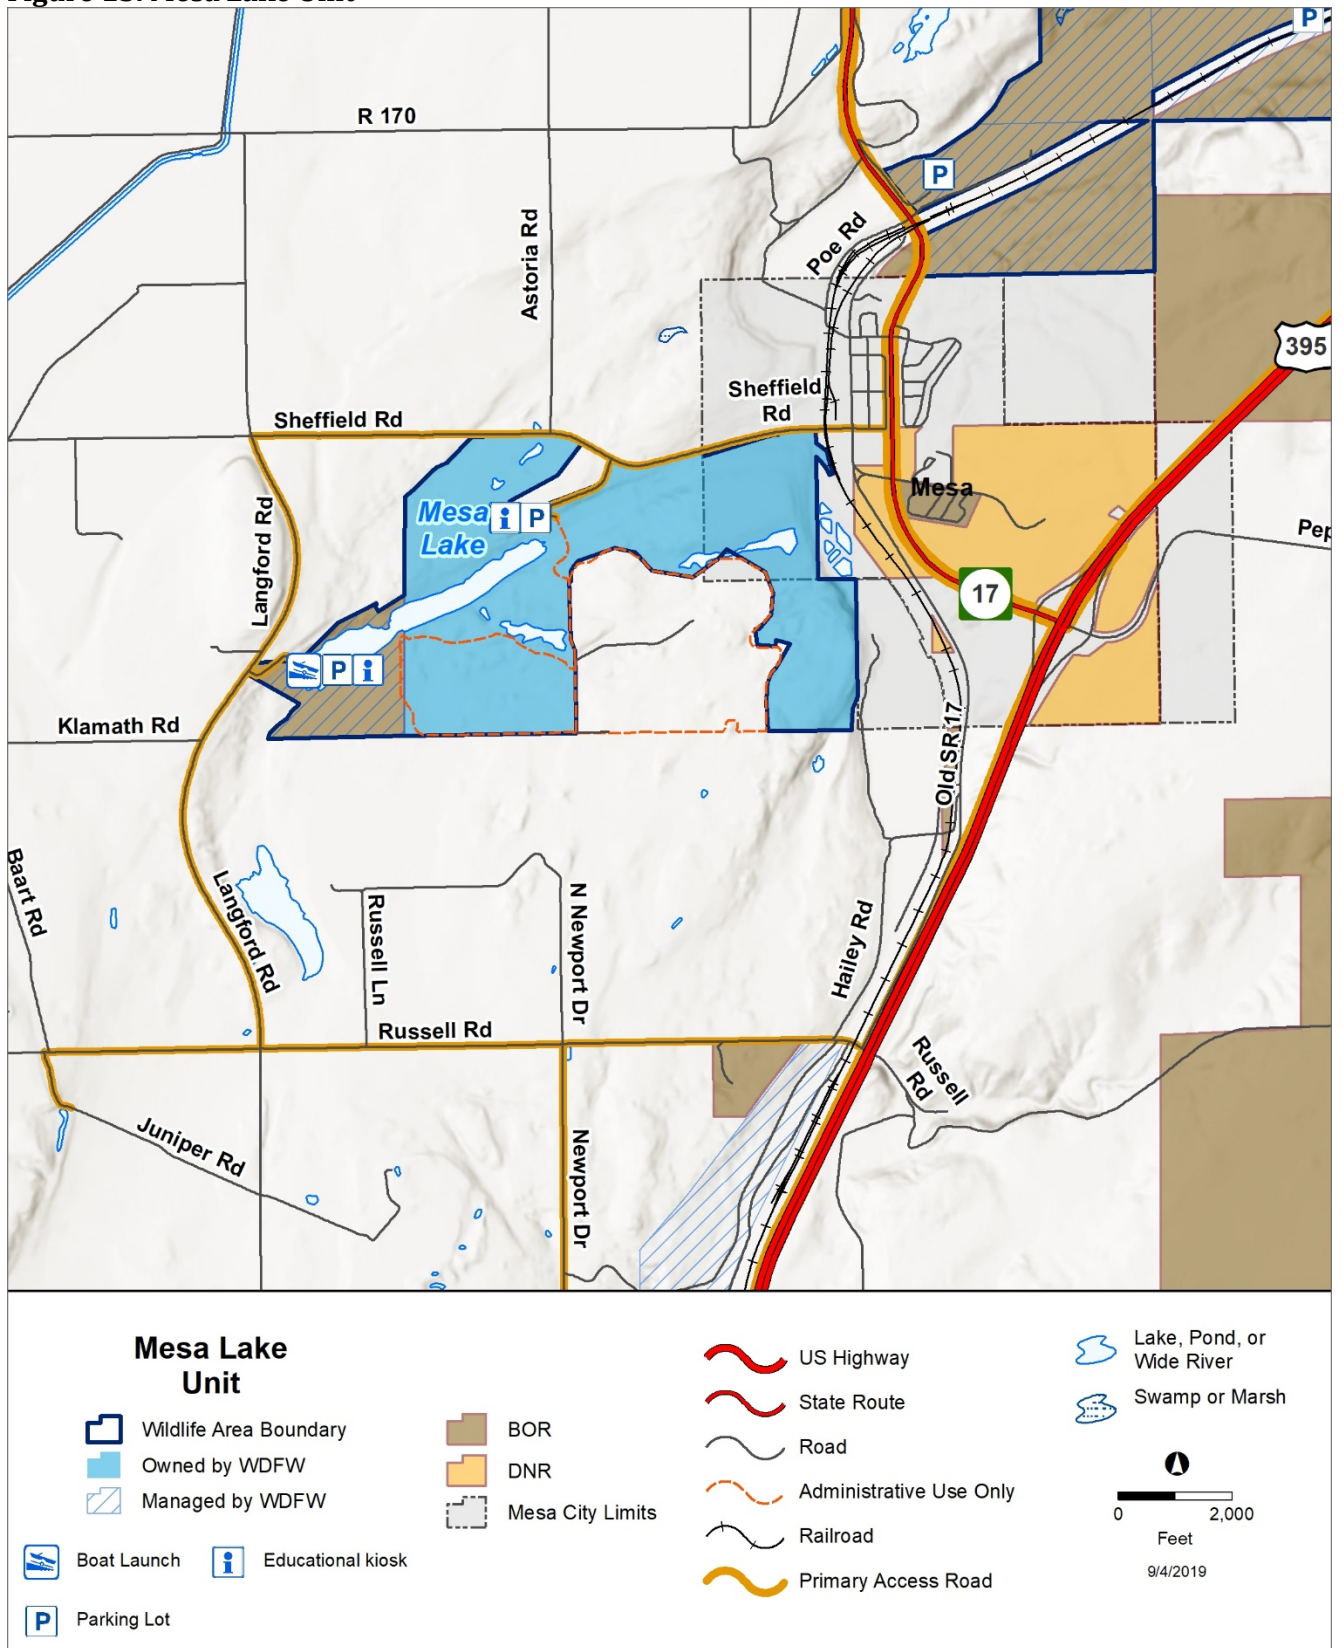 P
R 170
P
Poe Rd
Astoria Rd
395
Sheffield
Rd
Sheffield Rd
Mesa
Mesa
Lake
P
Langford Rd
17
P
Pep
Klamath Rd
Old SR 17
Baart Rd
Langford Rd
Russell Ln
N Newport Dr
Hailey Rd
Russell Rd
Russell
Rd
Juniper Rd
Newport Dr
Mesa Lake
Unit
Wildlife Area Boundary
Owned by WDFW
Managed by WDFW
Boat Launch
Educational kiosk
P
Parking Lot
BOR
DNR
Mesa City Limits
US Highway
State Route
Road
Administrative Use Only
Railroad
Primary Access Road
Lake, Pond, or
Wide River
Swamp or Marsh
0
2,000
Feet
9/4/2019